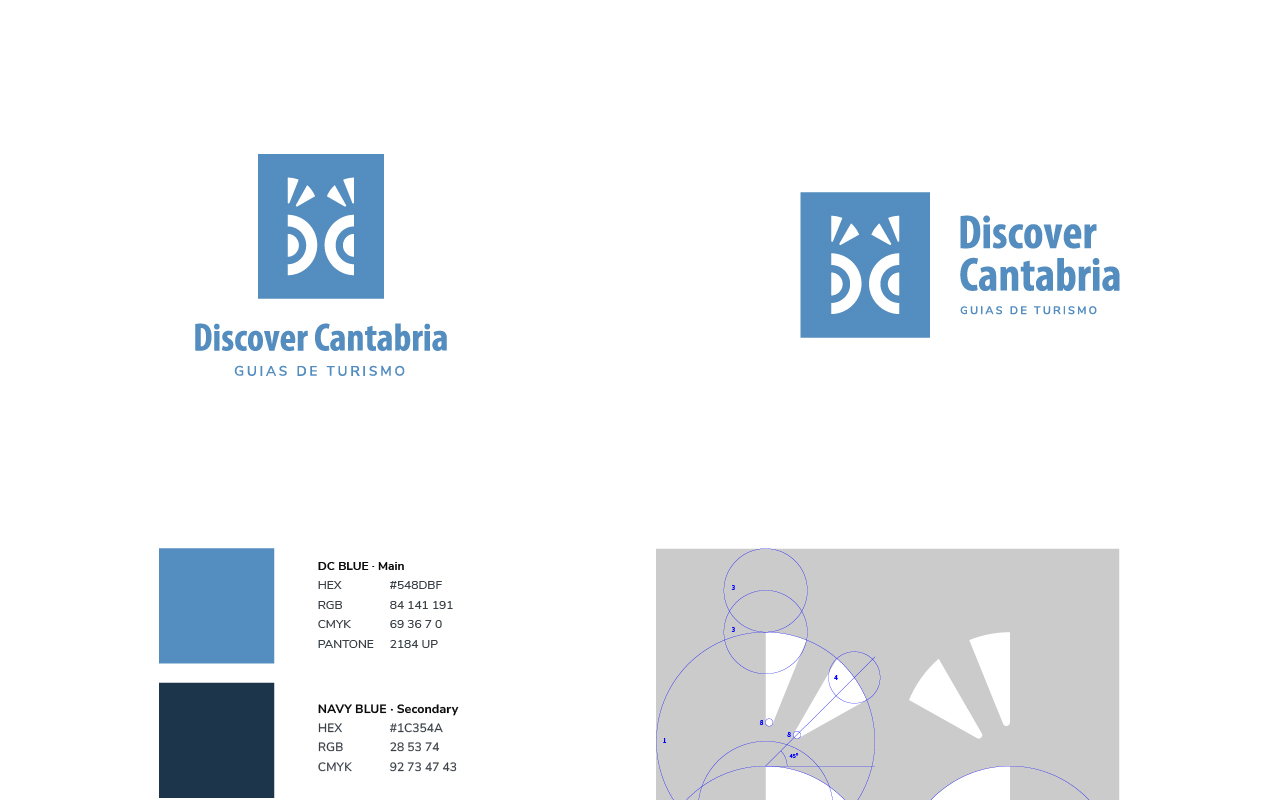 Discover Cantabria
GUIAS DE TURISMO
Discover
Cantabria
GUIAS DE TURISMO
DC BLUE · Main
HEX #548DBF
RGB 84 141 191
CMYK 69 36 7 0
PANTONE 2184 UP
NAVY BLUE · Secondary
HEX #1C354A
RGB 28 53 74
CMYK 92 73 47 43
3
3
4
8
8
1
45º